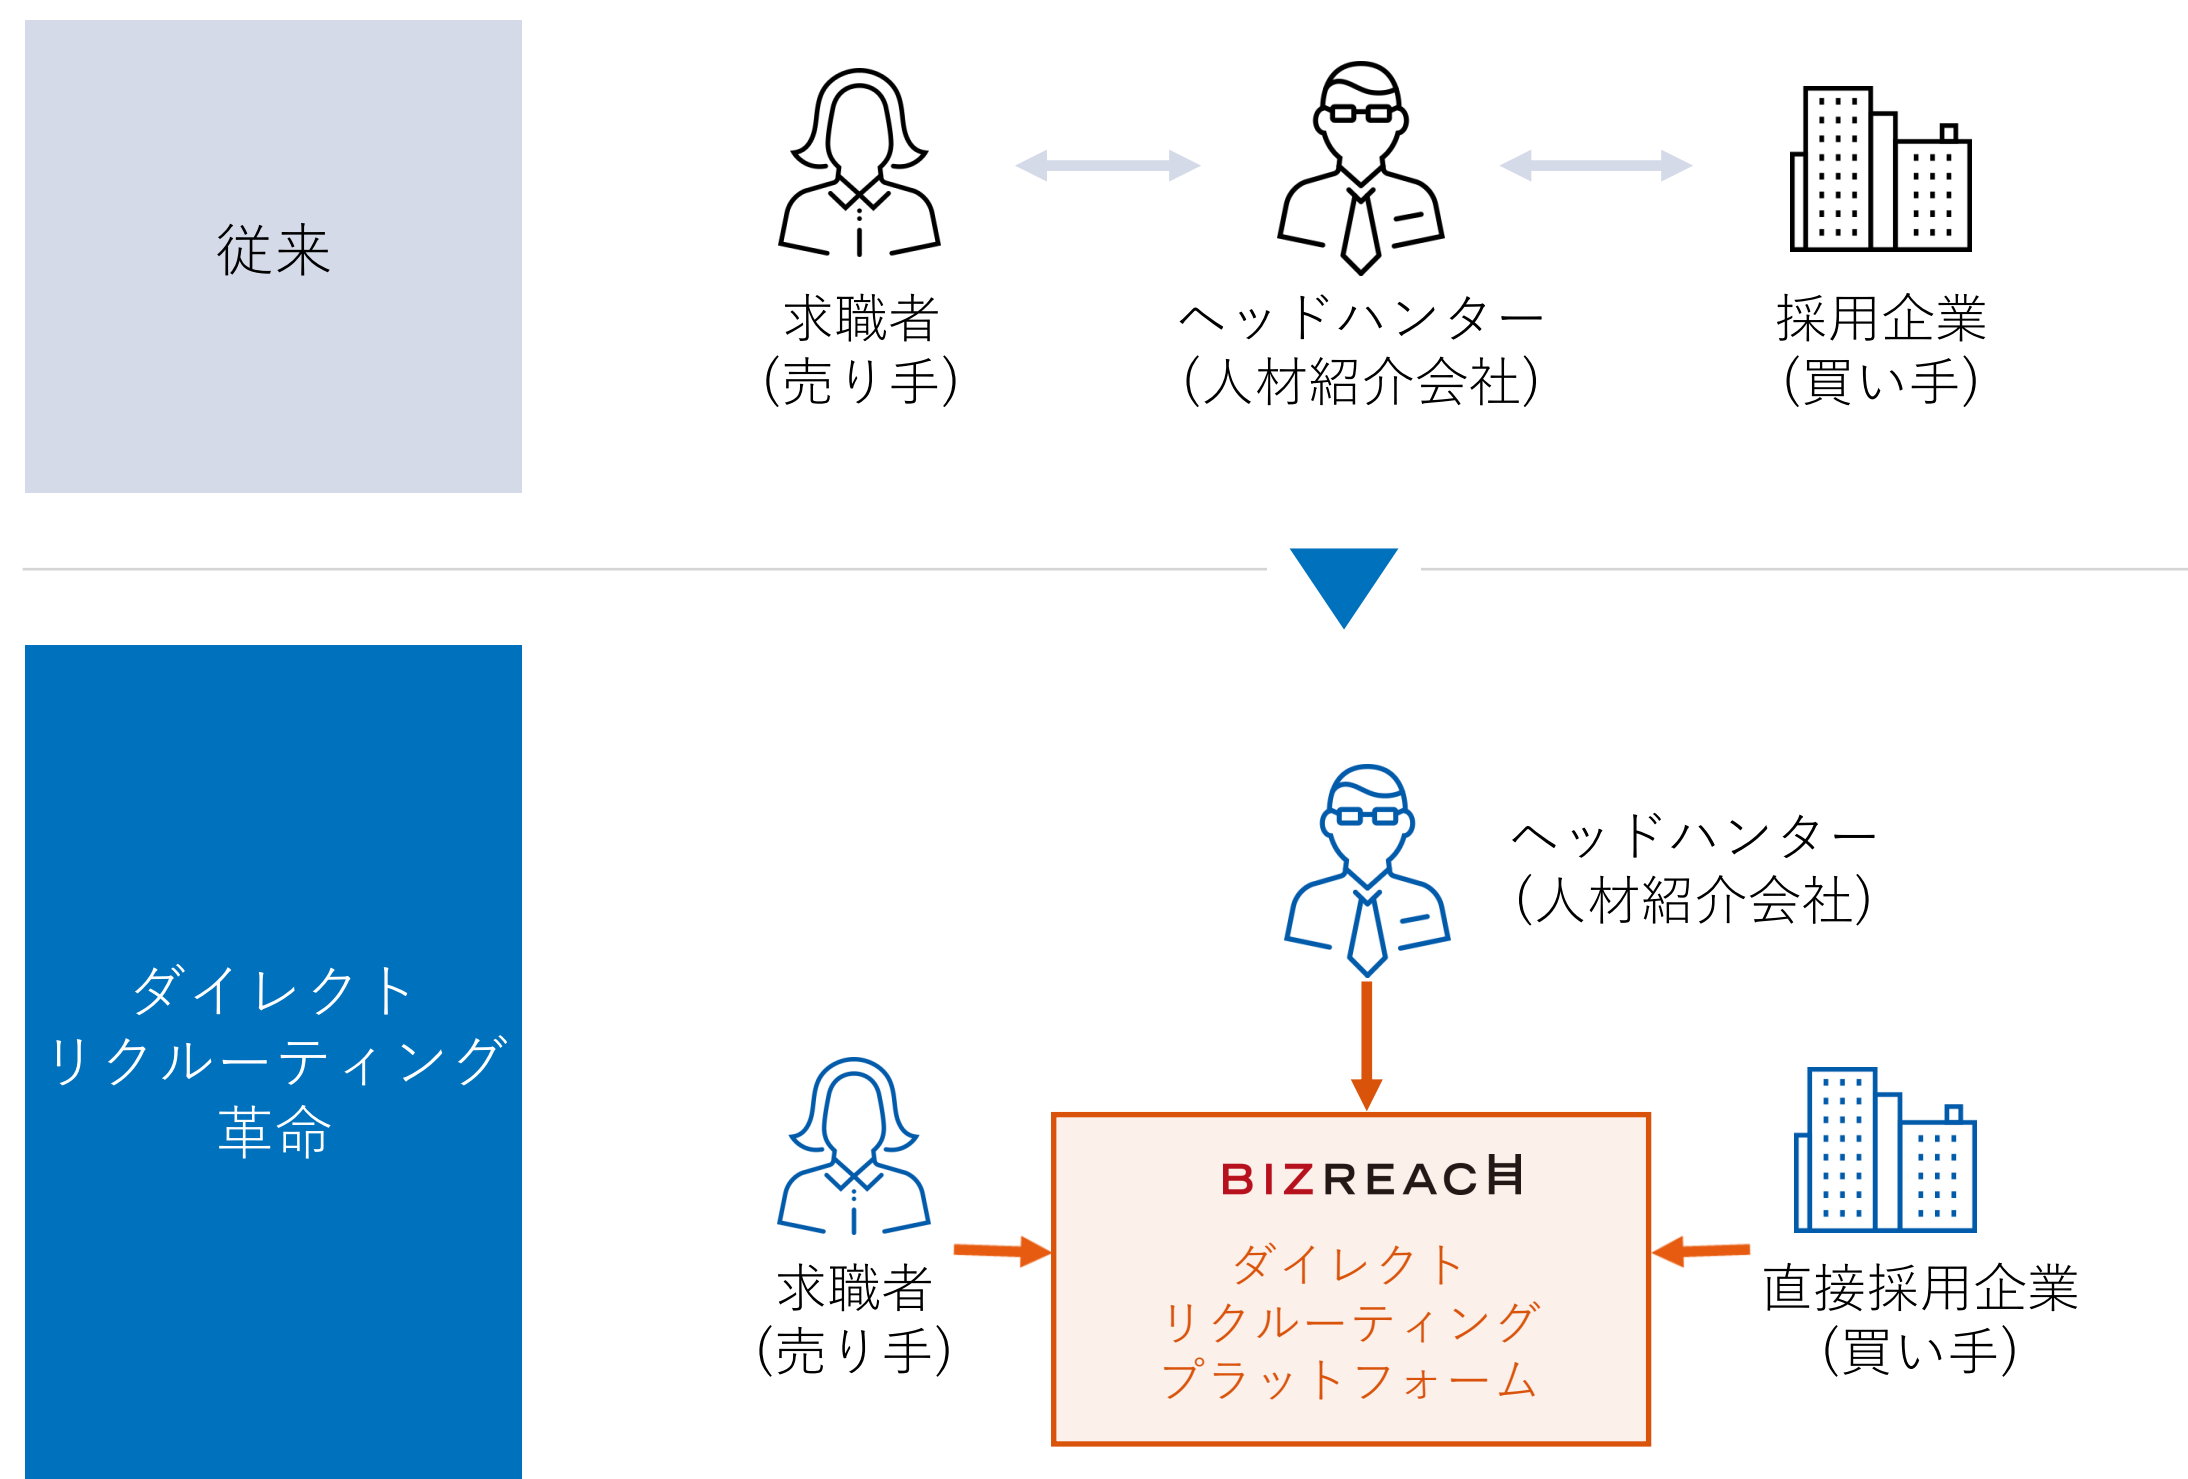 従来
求職者
(売り手)
ヘッドハンター
(人材紹介会社)
採用企業
(買い手)
ダイレクト
リクルーティング
革命
ヘッドハンター
(人材紹介会社)
求職者
(売り手)
BIZREACH
ダイレクト
リクルーティング
プラットフォーム
直接採用企業
(買い手)